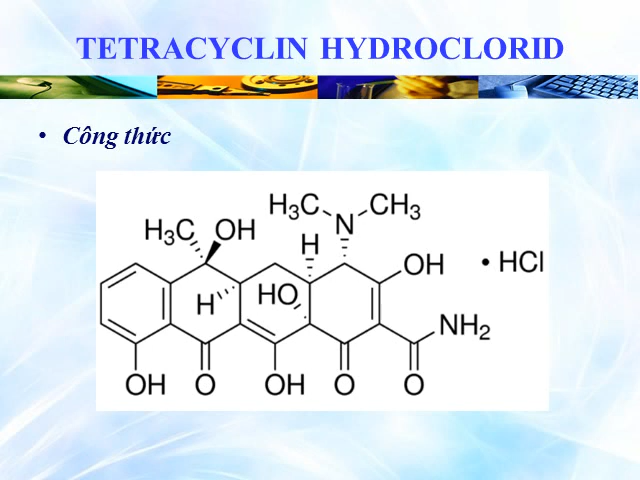 TETRACYCLIN HYDROCLORID
• Công thức
H3C CH3
N
H3C OH
H
OH
• HCl
H HO
NH2
OH O OH O O